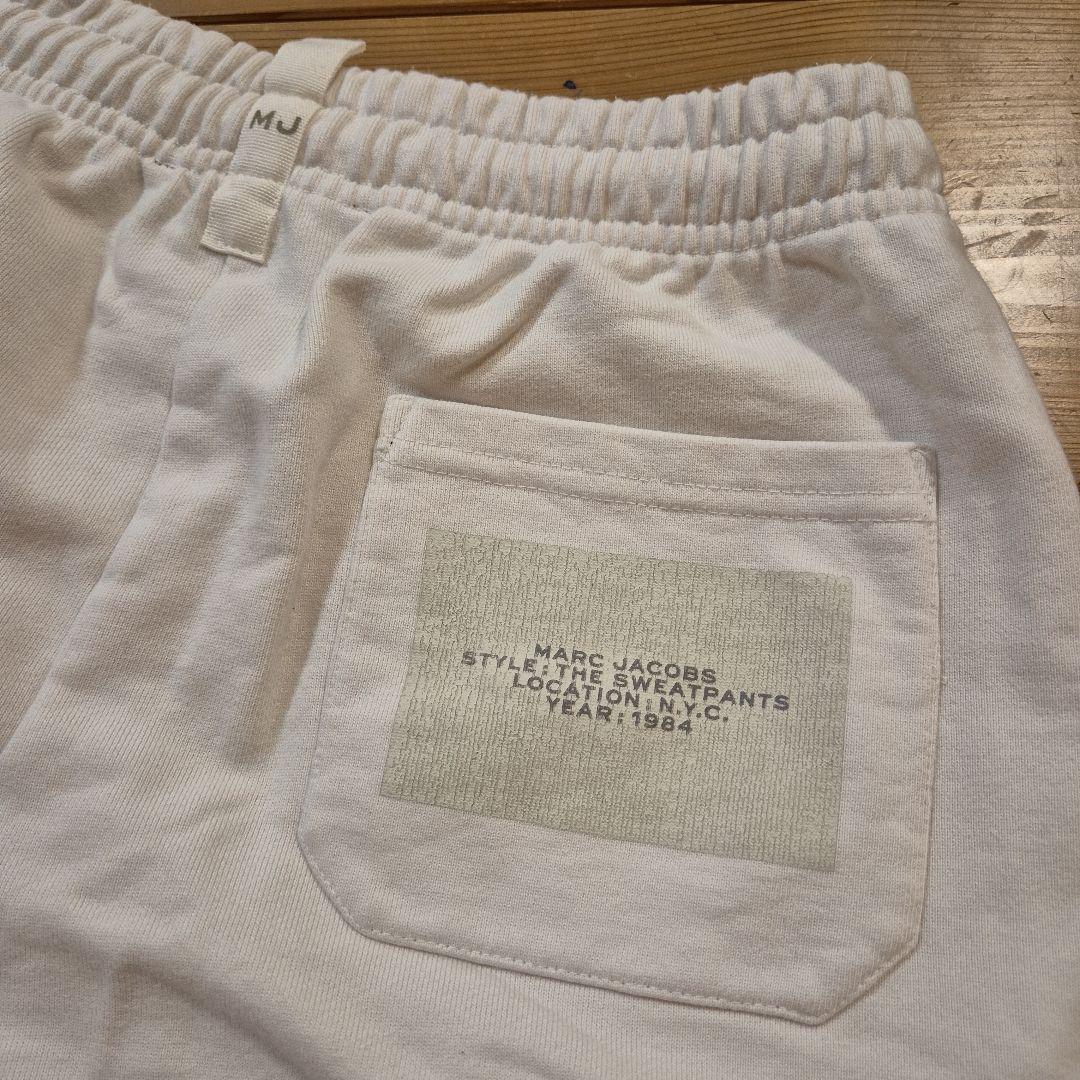 MJ
MARC JACOBS
STYLE: THE SWEATPANTS
LOCATION: N.Y.C.
YEAR: 1984